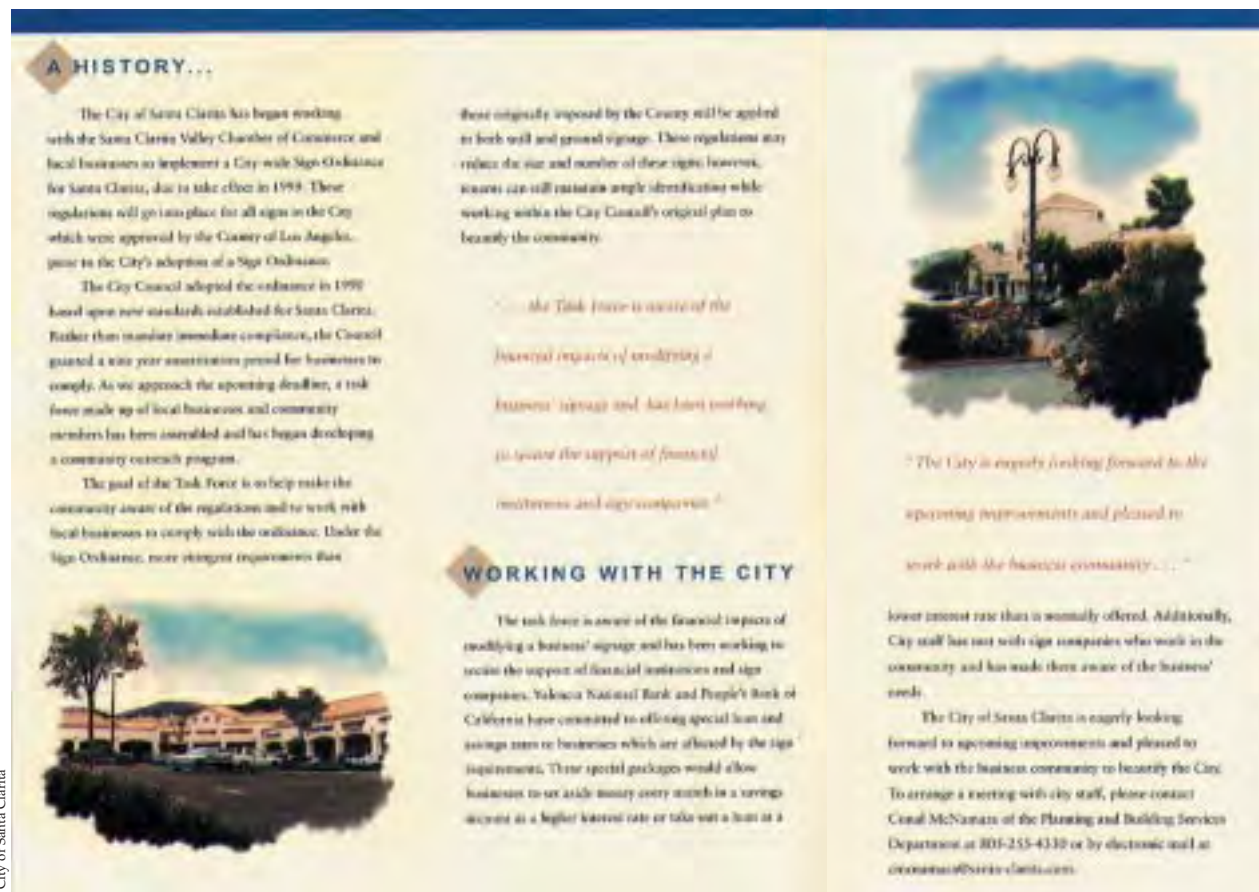 A HISTORY...
The City of Santa Clarita has began working
with the Santa Clarita Valley Chamber of Commerce and
local businesses to implement a City-wide Sign Ordinance
for Santa Clarita, due to take effect in 1999. These
regulations will go into place for all signs in the City
which were approved by the County of Los Angeles,
prior to the City's adoption of a Sign Ordinance.
The City Council adopted the ordinance in 1990
based upon new standards established for Santa Clarita.
Rather than mandate immediate compliance, the Council
granted a nine year amortization period for businesses to
comply. As we approach the upcoming deadline, a task
force made up of local businesses and community
members has been assembled and has began developing
a community outreach program.
The goal of the Task Force is to help make the
community aware of the regulations and to work with
local businesses to comply with the ordinance. Under the
Sign Ordinance, more stringent requirements than
those originally imposed by the County will be applied
to both wall and ground signage. These regulations may
reduce the size and number of these signs; however,
tenants can still maintain ample identification while
working within the City Council's original plan to
beautify the community.
". . . the Task Force is aware of the
financial impacts of modifying a
business' signage and has been working
to secure the support of financial
institutions and sign companies."
WORKING WITH THE CITY
The task force is aware of the financial impacts of
modifying a business' signage and has been working to
secure the support of financial institutions and sign
companies. Valencia National Bank and People's Bank of
California have committed to offering special loan and
savings rates to businesses which are affected by the sign
requirements. These special packages would allow
businesses to set aside money every month in a savings
account at a higher interest rate or take out a loan at a
"The City is eagerly looking forward to the
upcoming improvements and pleased to
work with the business community . . . "
lower interest rate than is normally offered. Additionally,
City staff has met with sign companies who work in the
community and has made them aware of the business'
needs.
The City of Santa Clarita is eagerly looking
forward to upcoming improvements and pleased to
work with the business community to beautify the City.
To arrange a meeting with city staff, please contact
Conal McNamara of the Planning and Building Services
Department at 805-255-4330 or by electronic mail at
City of Santa Clarita